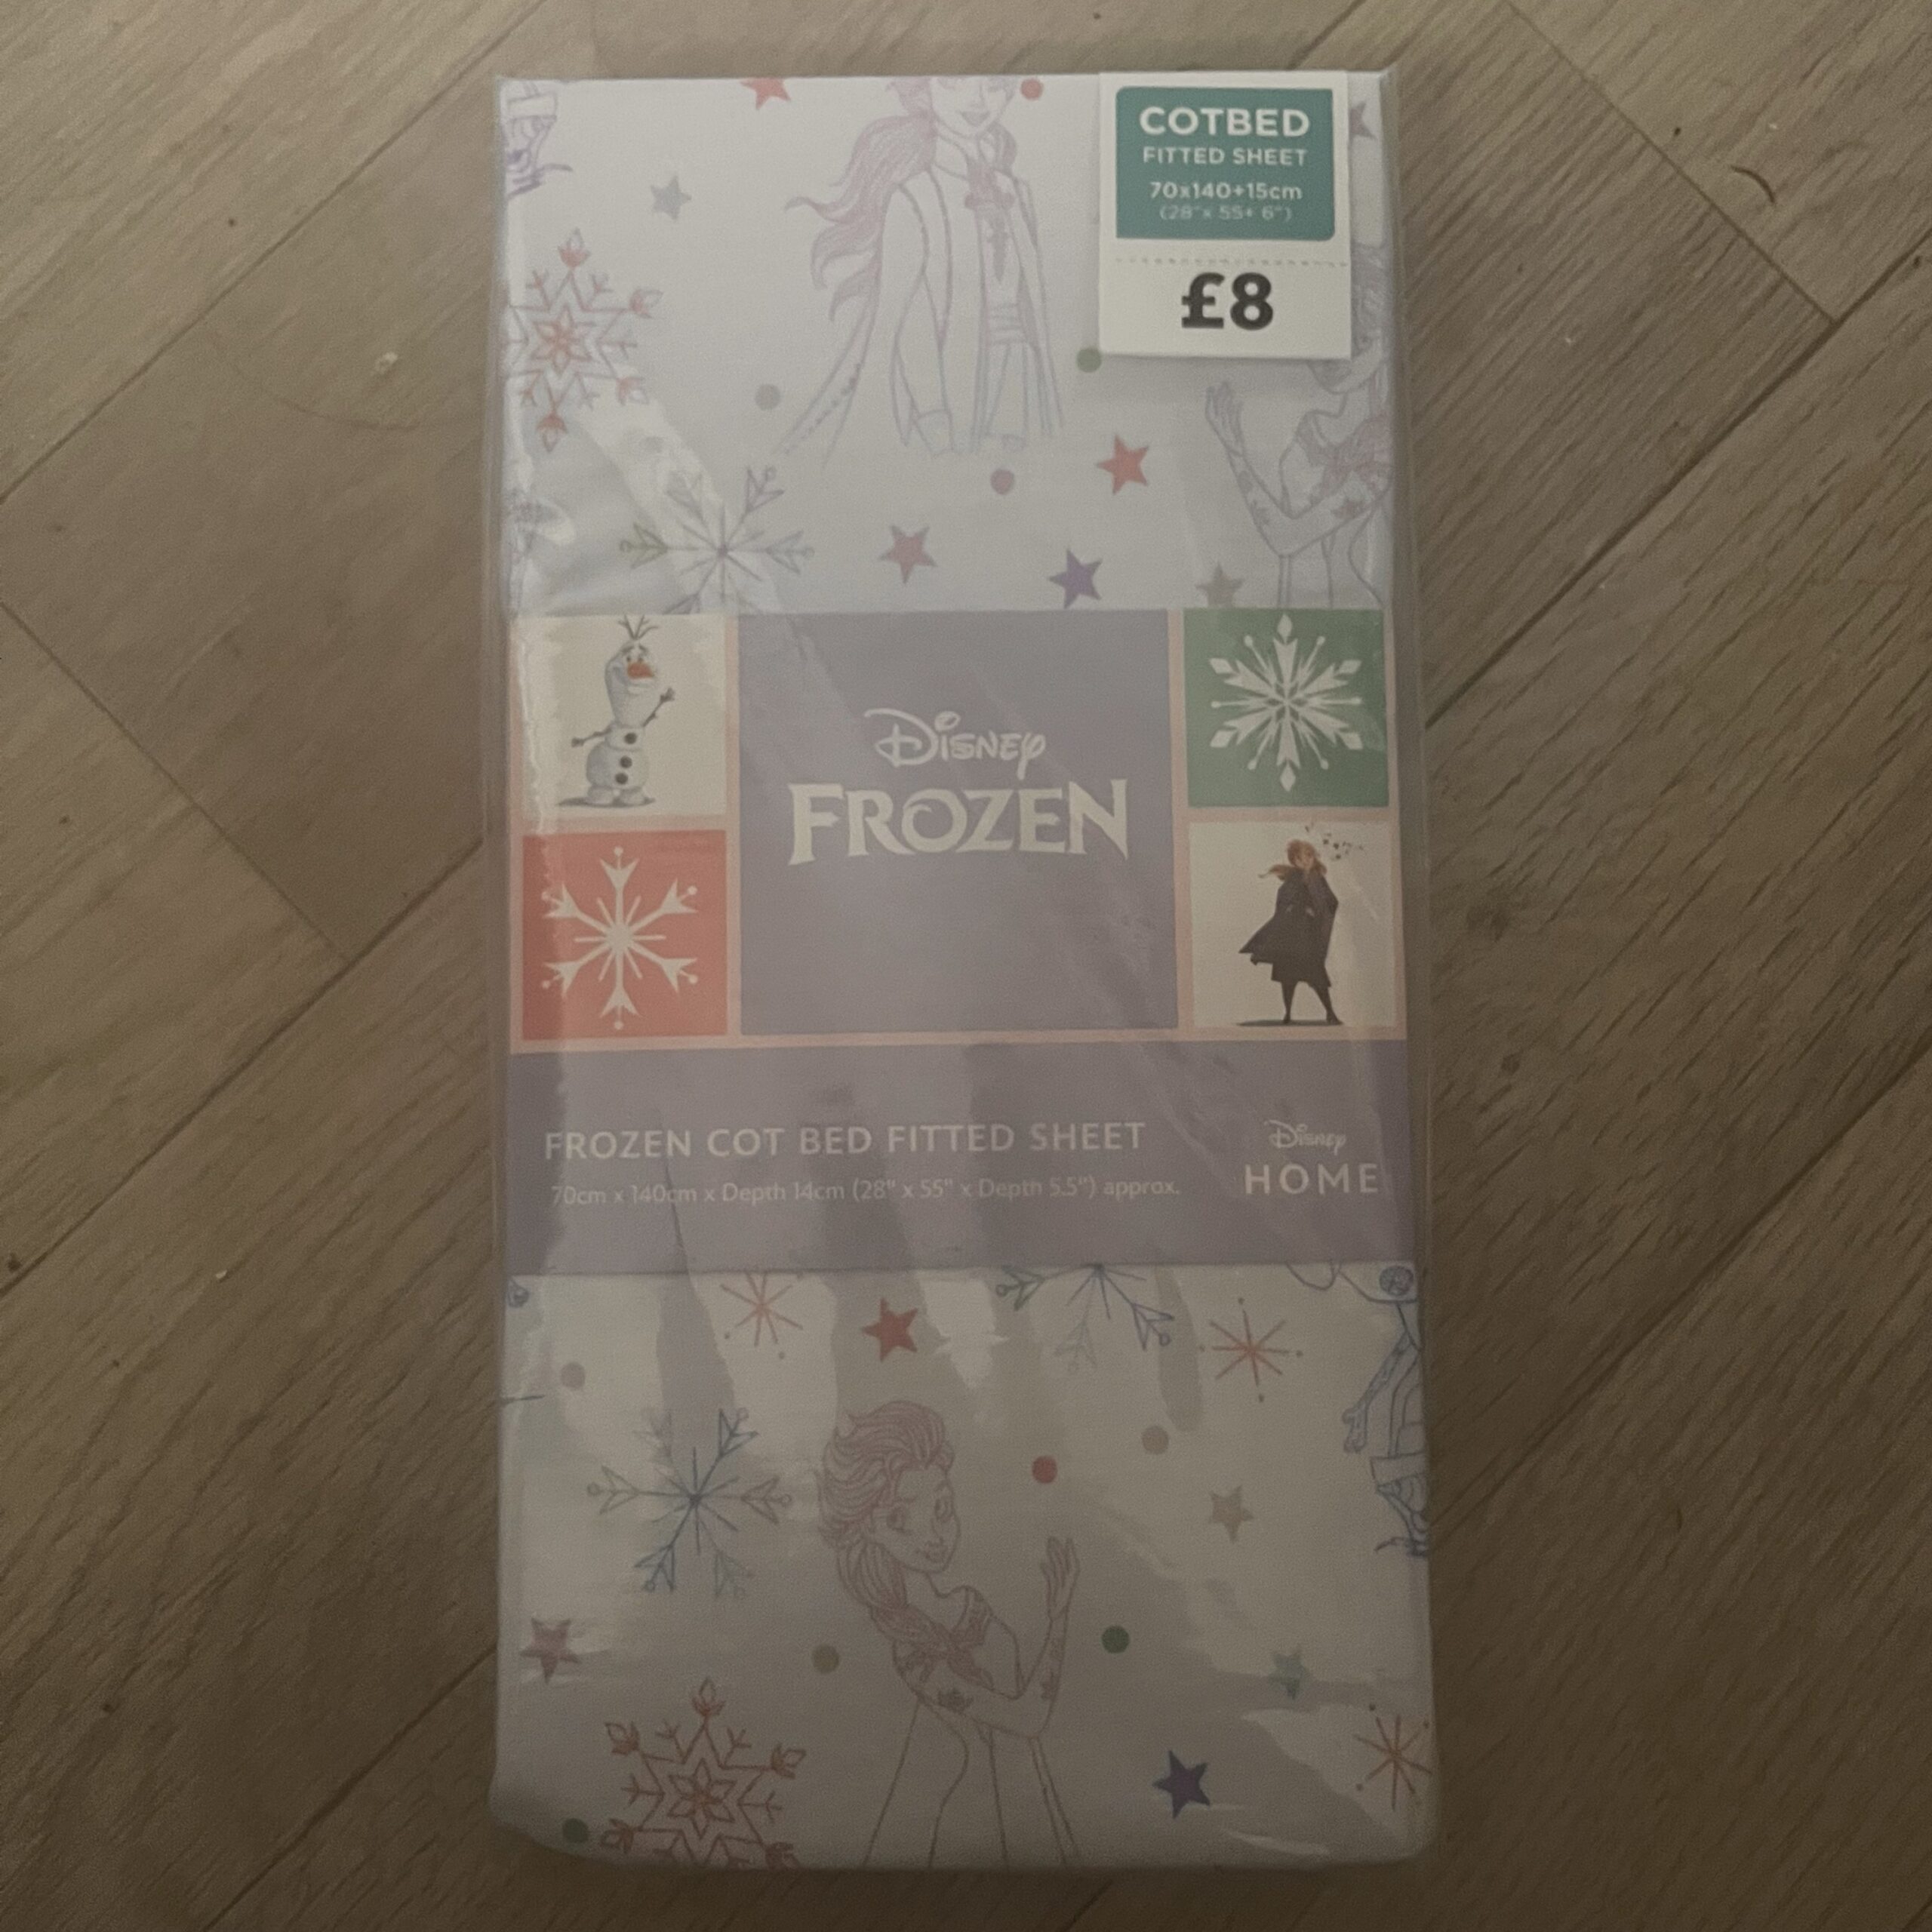 COTBED
FITTED SHEET
70x140+15cm
(28"x 55+ 6")
£8
Disney
FROZEN
FROZEN COT BED FITTED SHEET
70cm x 140cm x Depth 14cm (28" x 55" x Depth 5.5") approx.
Disney
HOME